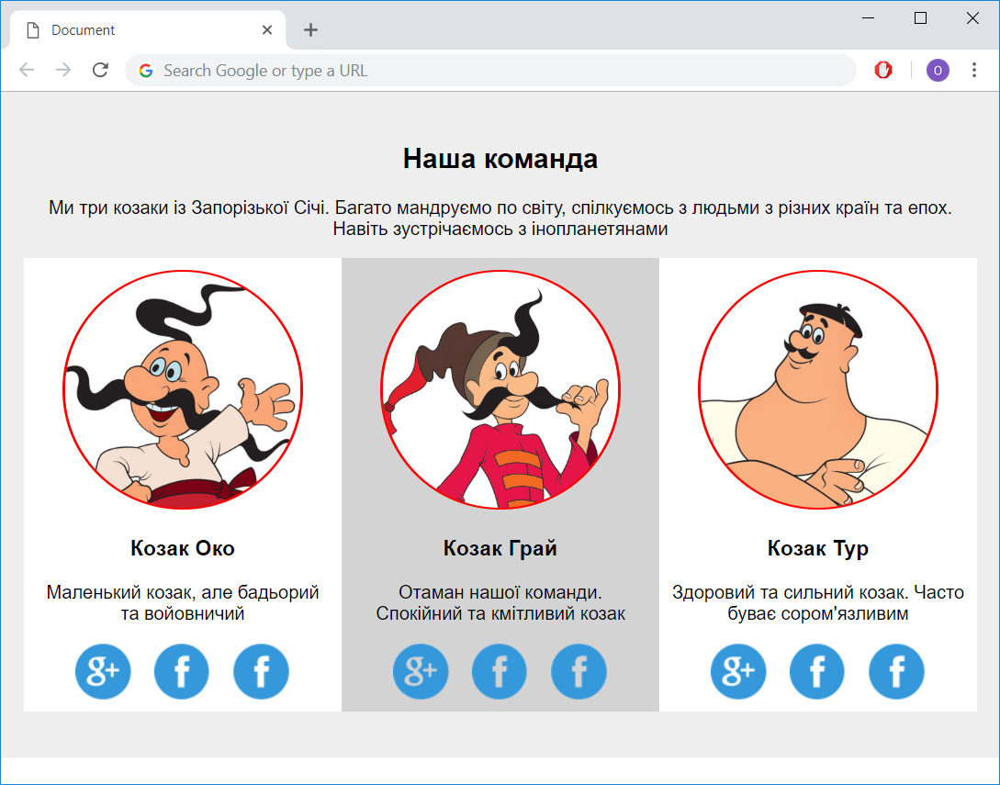 Document
Search Google or type a URL
O
Наша команда
Ми три козаки із Запорізької Січі. Багато мандруємо по світу, спілкуємось з людьми з різних країн та епох.
Навіть зустрічаємось з інопланетянами
Козак Око
Козак Грай
Козак Тур
Маленький козак, але бадьорий
та войовничий
Отаман нашої команди.
Спокійний та кмітливий козак
Здоровий та сильний козак. Часто
буває сором'язливим
g+ f f
g+ f f
g+ f f